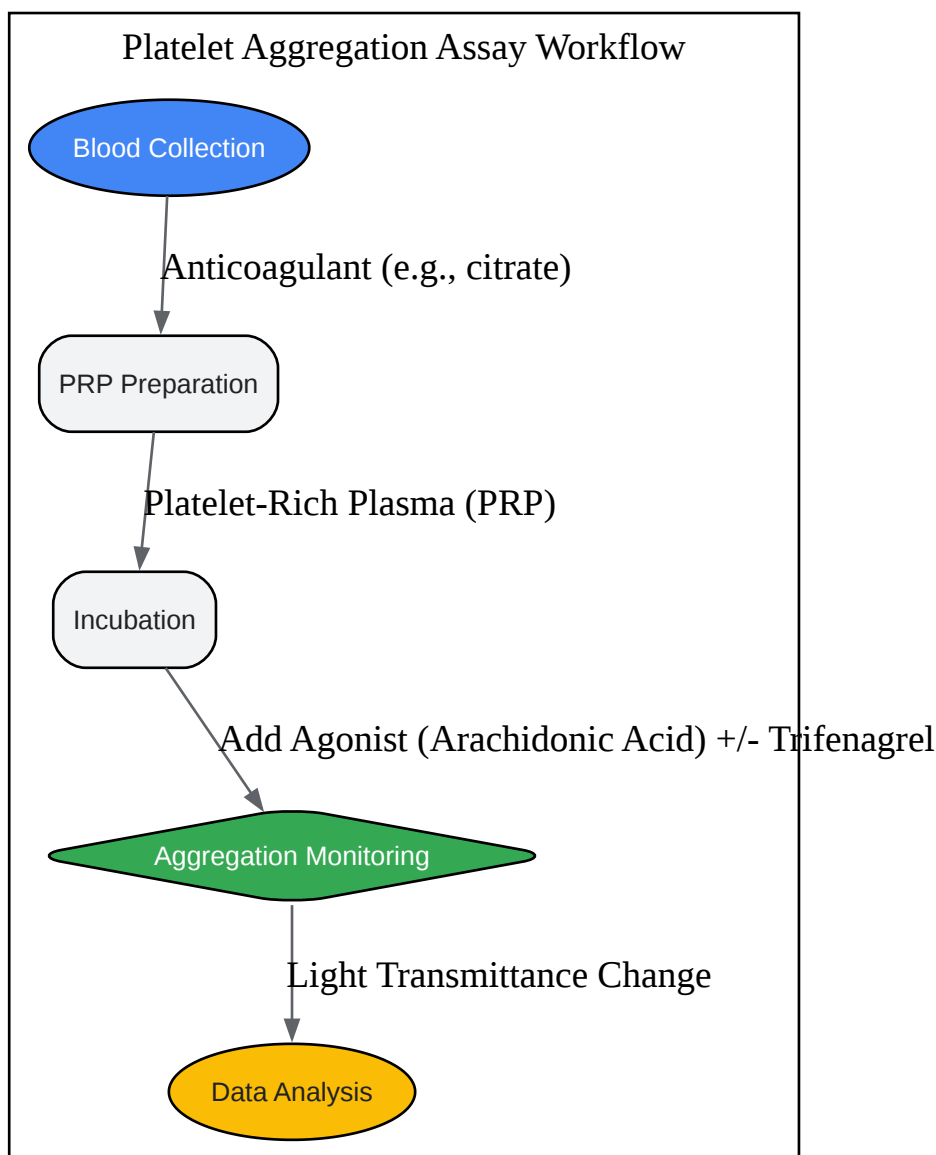 Platelet Aggregation Assay Workflow
Blood Collection
Anticoagulant (e.g., citrate)
PRP Preparation
Platelet-Rich Plasma (PRP)
Incubation
Add Agonist (Arachidonic Acid) +/- Trifenagrel
Aggregation Monitoring
Light Transmittance Change
Data Analysis